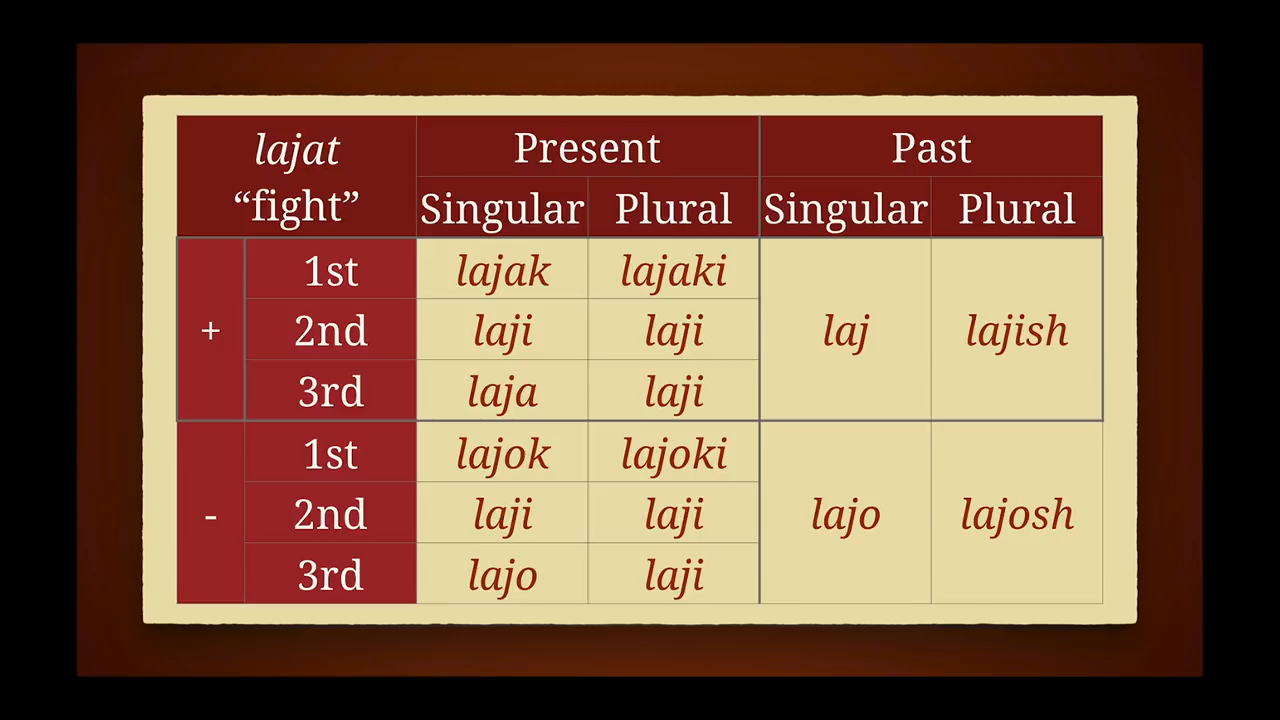 lajat Present Past
“fight” Singular Plural Singular Plural
1st lajak lajaki
+ 2nd laji laji laj lajish
3rd laja laji
1st lajok lajoki
- 2nd laji laji lajo lajosh
3rd lajo laji